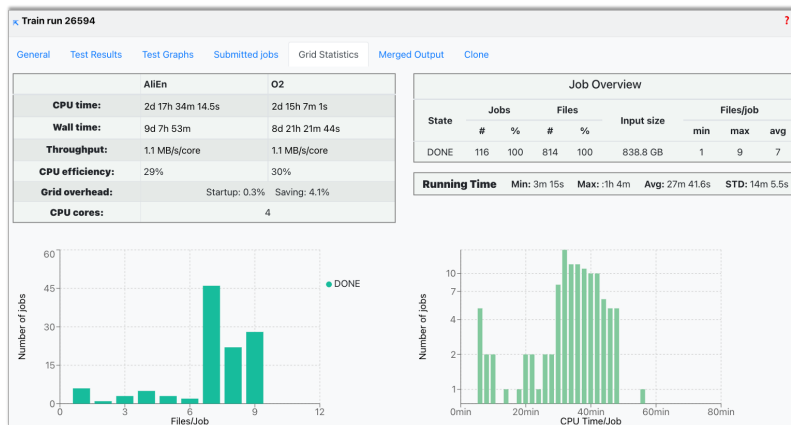 Train run 26594 ?
General Test Results Test Graphs Submitted jobs Grid Statistics Merged Output Clone
AliEn O2
CPU time: 2d 17h 34m 14.5s 2d 15h 7m 1s
Wall time: 9d 7h 53m 8d 21h 21m 44s
Throughput: 1.1 MB/s/core 1.1 MB/s/core
CPU efficiency: 29% 30%
Grid overhead: Startup: 0.3% Saving: 4.1%
CPU cores: 4
Job Overview
State Jobs Files Input size Files/job
# % # % min max avg
DONE 116 100 814 100 838.8 GB 1 9 7
Running Time Min: 3m 15s Max: :1h 4m Avg: 27m 41.6s STD: 14m 5.5s
60
45
30
15
0
Number of jobs
0 3 6 9 12
Files/Job
DONE
10
7
4
2
1
Number of jobs
0min 20min 40min 60min 80min
CPU Time/Job